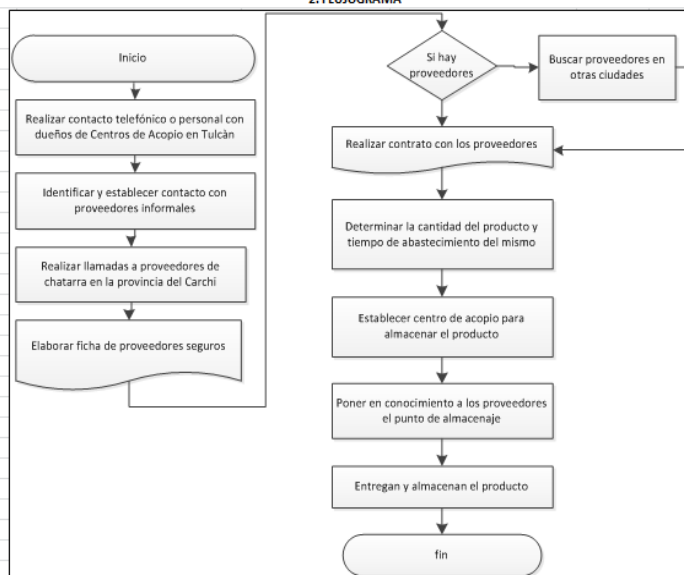 2. FLUJOGRAMA
Inicio
Realizar contacto telefónico o personal con
dueños de Centros de Acopio en Tulcàn
Identificar y establecer contacto con
proveedores informales
Realizar llamadas a proveedores de
chatarra en la provincia del Carchi
Elaborar ficha de proveedores seguros
Si hay
proveedores
Buscar proveedores en
otras ciudades
Realizar contrato con los proveedores
Determinar la cantidad del producto y
tiempo de abastecimiento del mismo
Establecer centro de acopio para
almacenar el producto
Poner en conocimiento a los proveedores
el punto de almacenaje
Entregan y almacenan el producto
fin